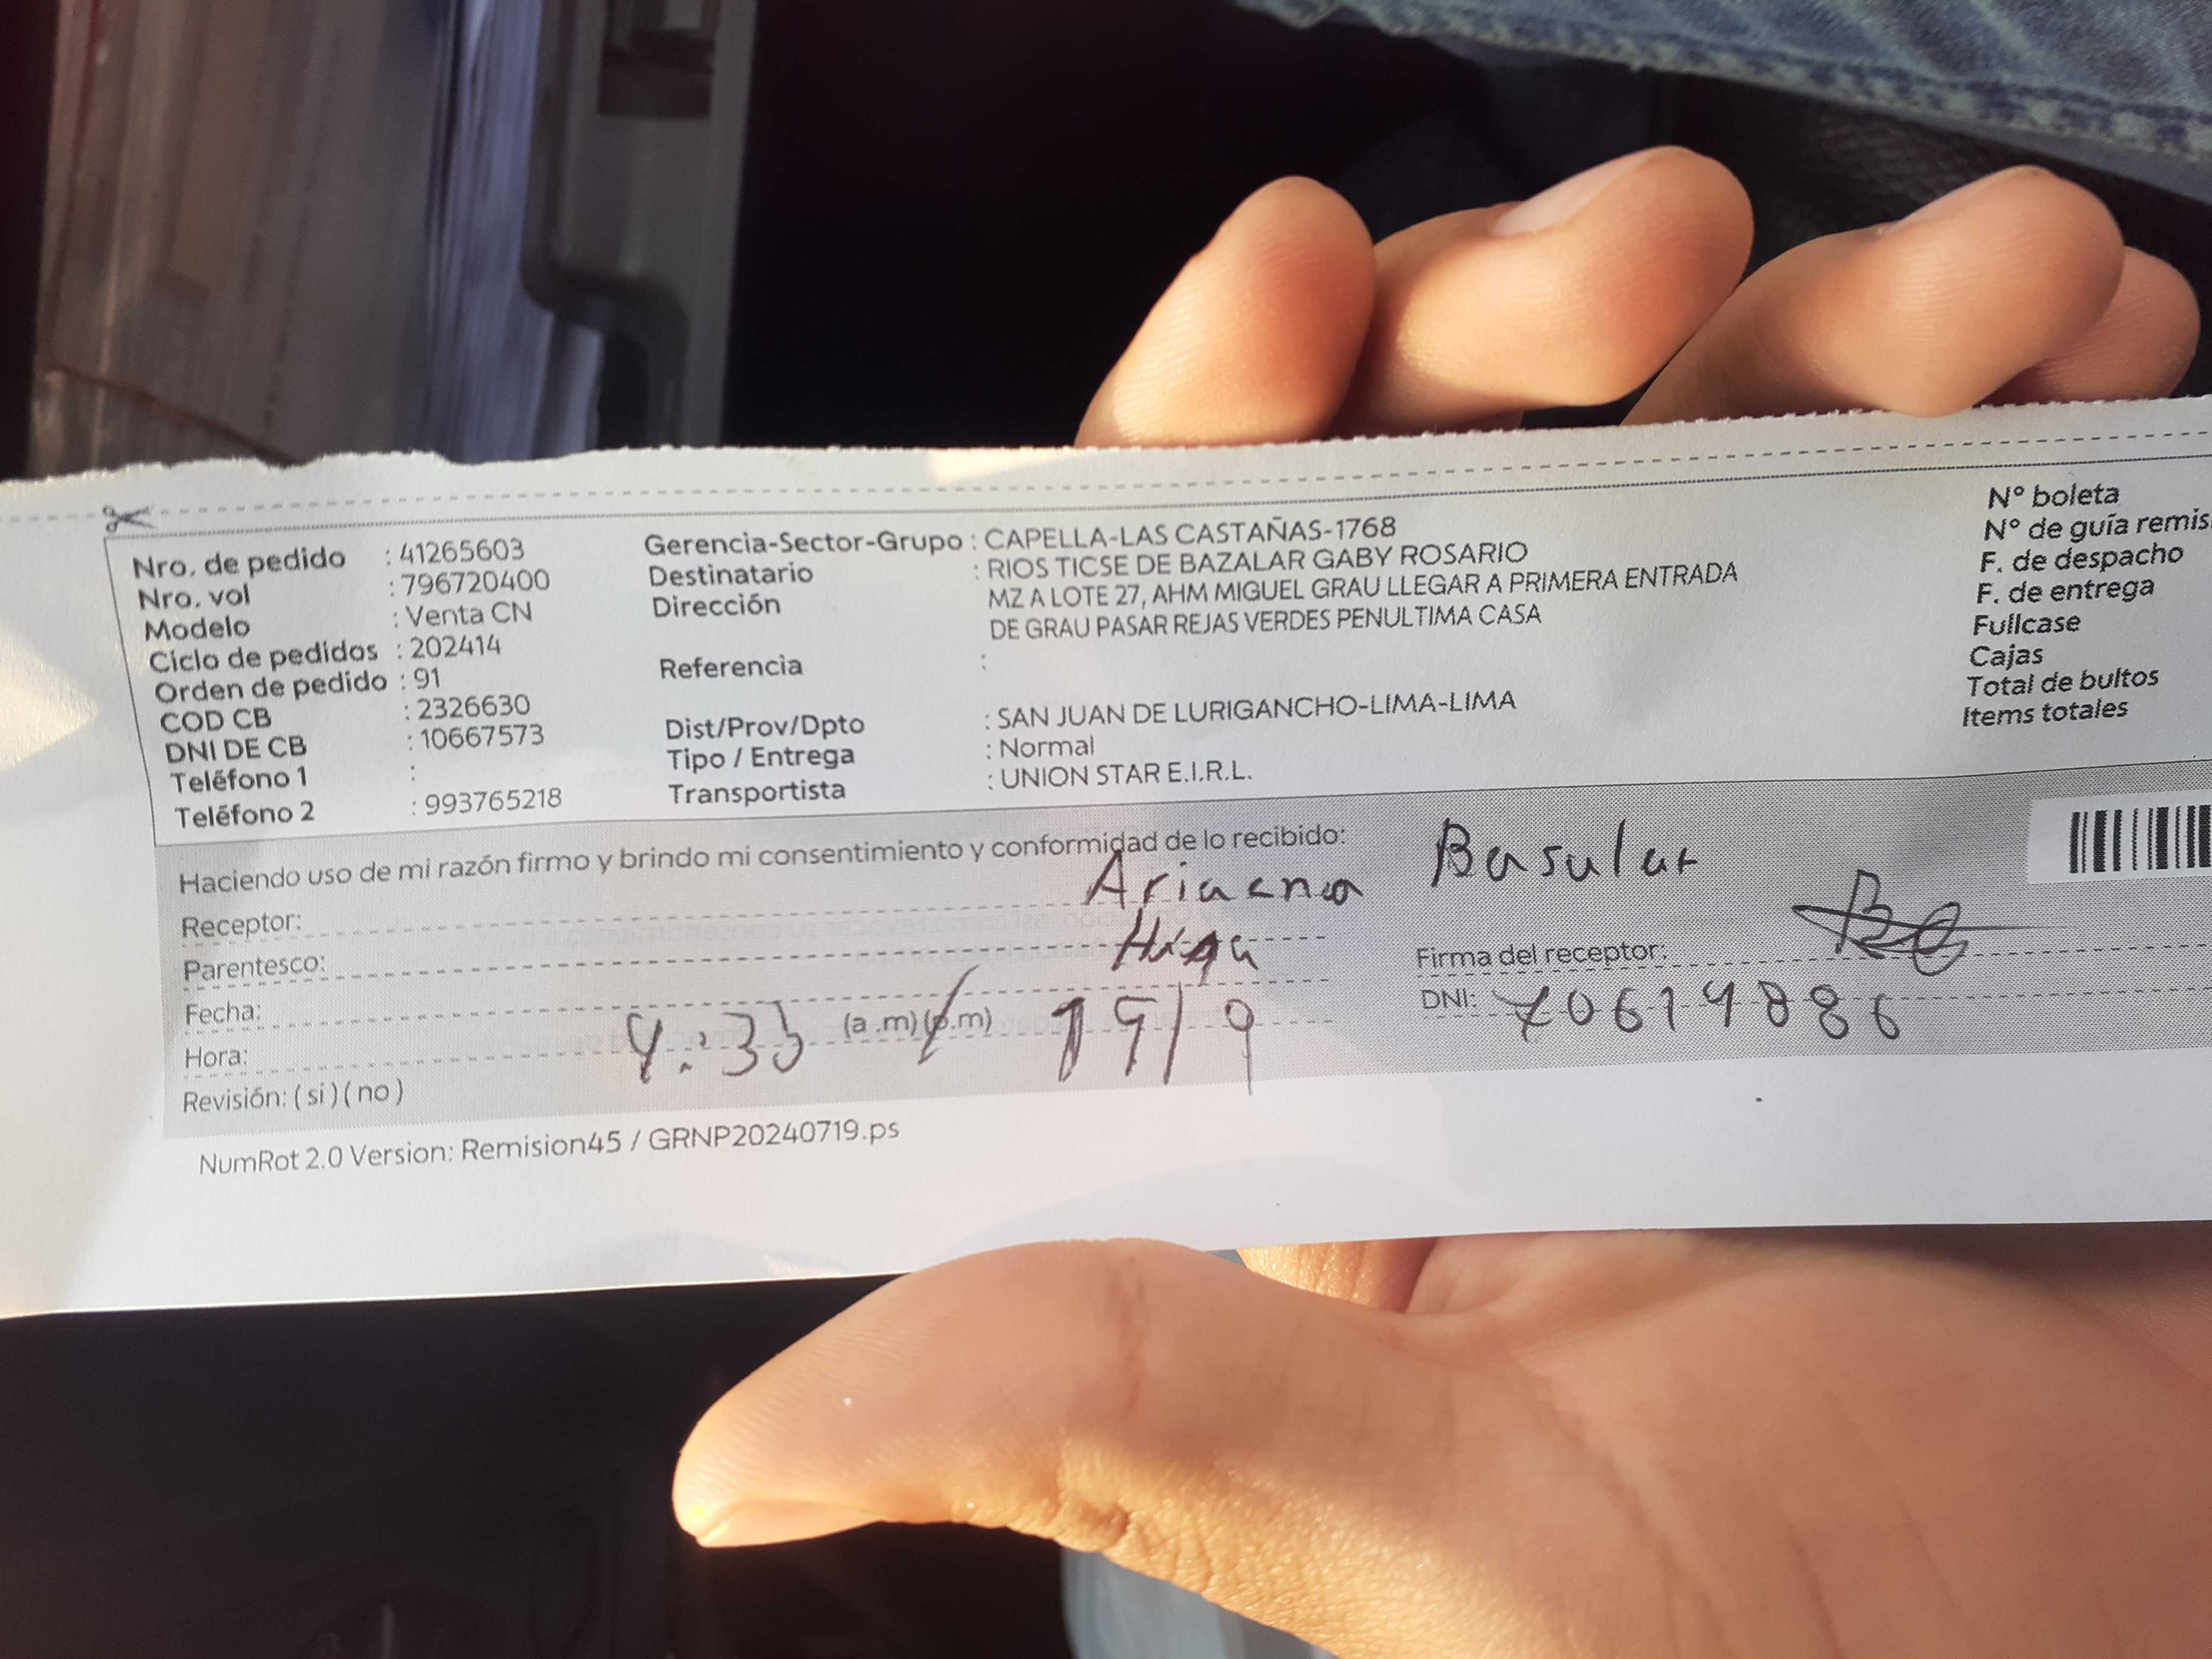 Nro. de pedido : 41265603
Nro. vol : 796720400
Modelo : Venta CN
Ciclo de pedidos : 202414
Orden de pedido : 91
COD CB : 2326630
DNI DE CB : 10667573
Teléfono 1 :
Teléfono 2 : 993765218
Gerencia-Sector-Grupo : CAPELLA-LAS CASTAÑAS-1768
Destinatario : RIOS TICSE DE BAZALAR GABY ROSARIO
Dirección MZ A LOTE 27, AHM MIGUEL GRAU LLEGAR A PRIMERA ENTRADA
DE GRAU PASAR REJAS VERDES PENULTIMA CASA
Referencia :
Dist/Prov/Dpto : SAN JUAN DE LURIGANCHO-LIMA-LIMA
Tipo / Entrega : Normal
Transportista : UNION STAR E.I.R.L.
N° boleta
N° de guía remis
F. de despacho
F. de entrega
Fullcase
Cajas
Total de bultos
Items totales
Haciendo uso de mi razón firmo y brindo mi consentimiento y conformidad de lo recibido:
Receptor: Basular
Parentesco:
Fecha:
Hora: 4:33 (a .m) (p.m) 19/9
Revisión: ( si ) ( no )
Firma del receptor:
DNI: 70619886
NumRot 2.0 Version: Remision45 / GRNP20240719.ps